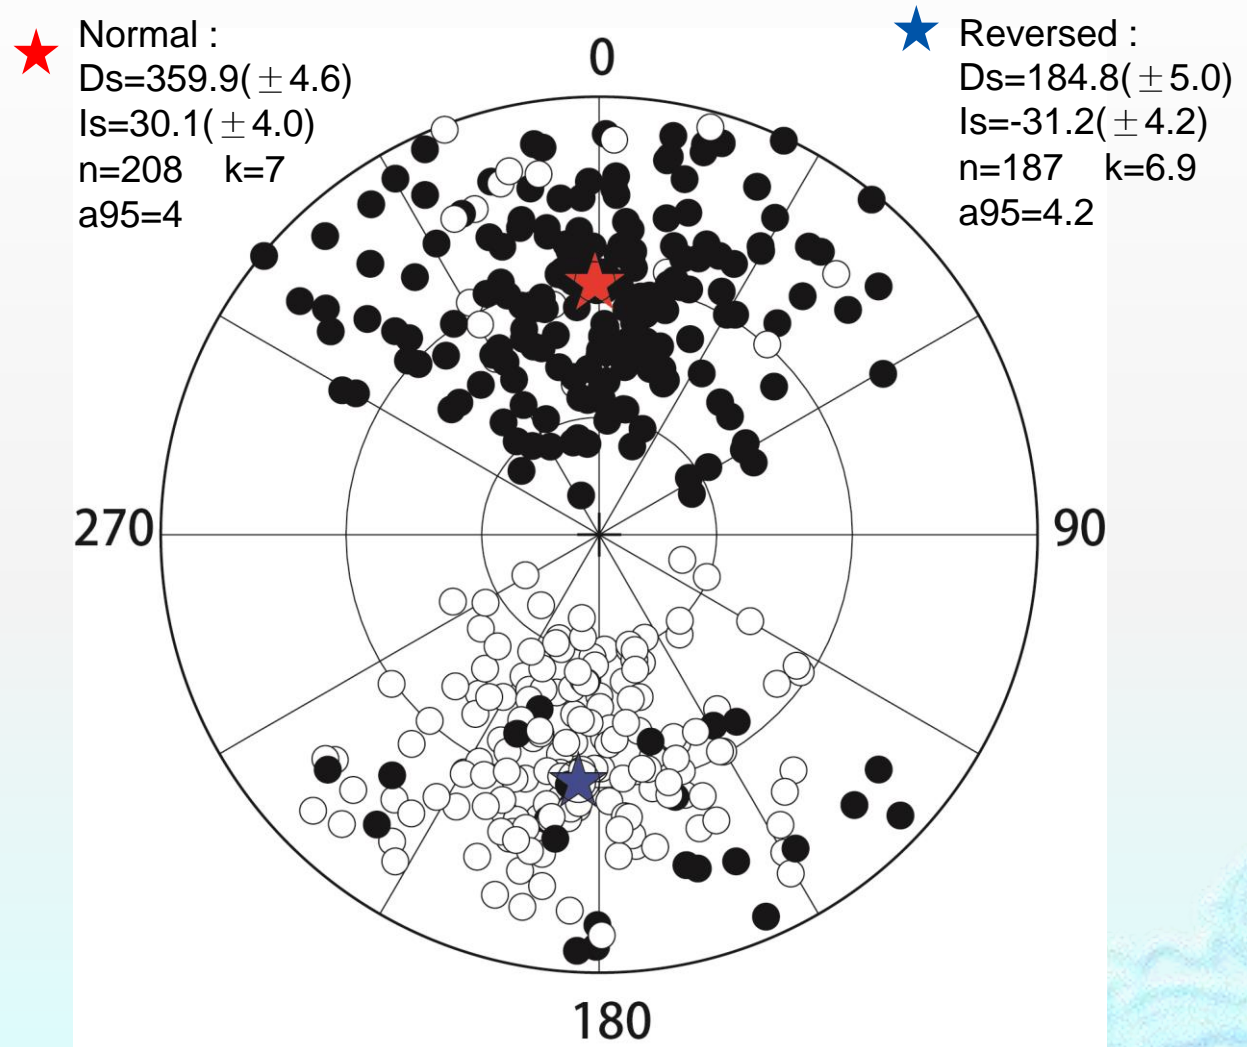 Normal :
Ds=359.9(±4.6)
Is=30.1(±4.0)
n=208 k=7
a95=4
Reversed :
Ds=184.8(±5.0)
Is=-31.2(±4.2)
n=187 k=6.9
a95=4.2
0
270
90
180